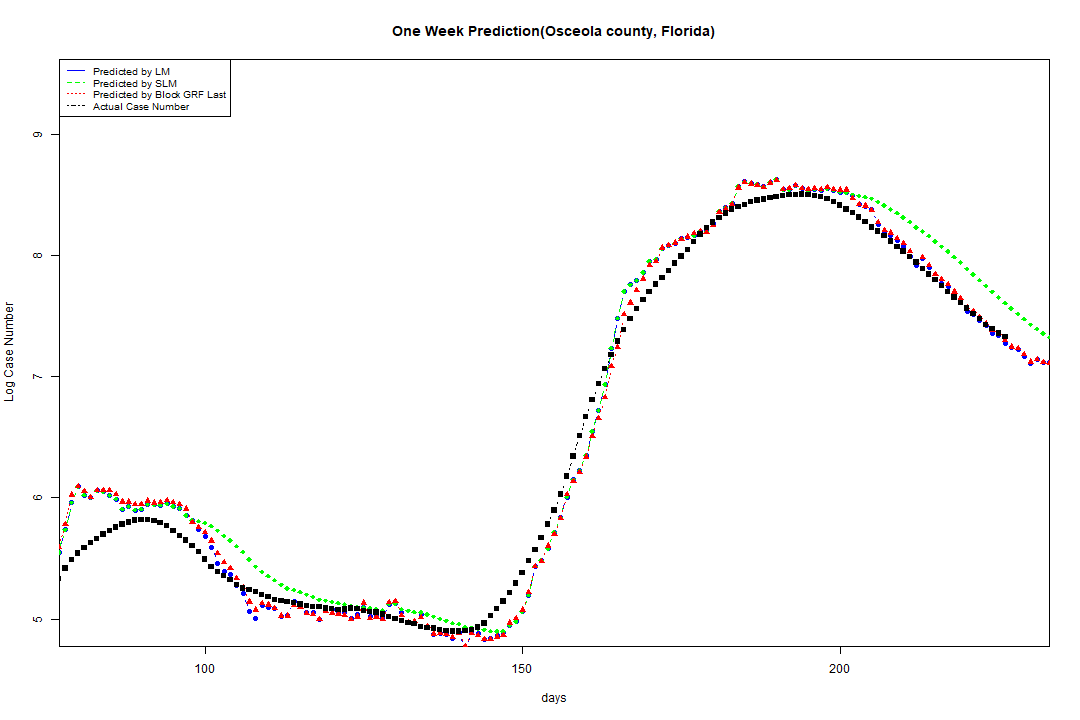 One Week Prediction(Osceola county, Florida)
Predicted by LM
Predicted by SLM
Predicted by Block GRF Last
Actual Case Number
9
8
7
6
5
Log Case Number
100 150 200
days